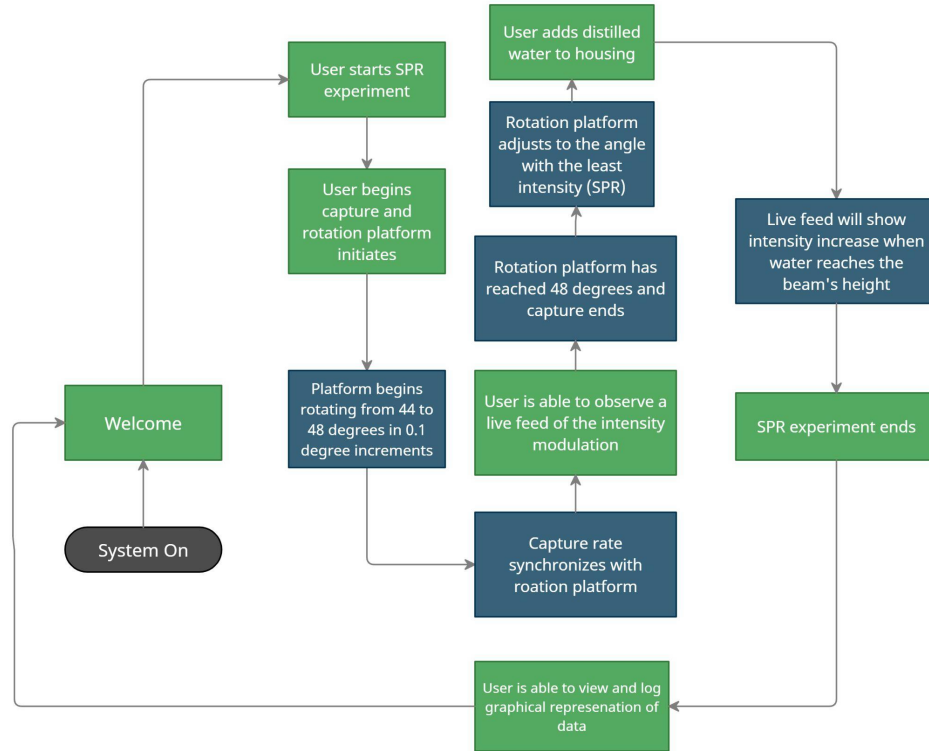 System On
Welcome
User starts SPR
experiment
User begins
capture and
rotation platform
initiates
Platform begins
rotating from 44 to
48 degrees in 0.1
degree increments
Capture rate
synchronizes with
roation platform
User is able to observe a
live feed of the intensity
modulation
Rotation platform has
reached 48 degrees and
capture ends
Rotation platform
adjusts to the angle
with the least
intensity (SPR)
User adds distilled
water to housing
Live feed will show
intensity increase when
water reaches the
beam's height
SPR experiment ends
User is able to view and log
graphical represenation of
data